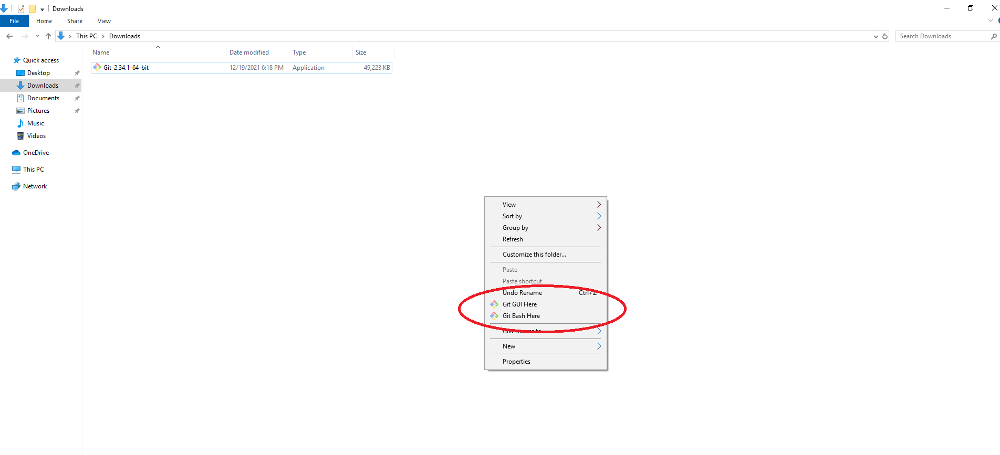 Downloads
File Home Share View
This PC Downloads Search Downloads
Name Date modified Type Size
Git-2.34.1-64-bit 12/19/2021 6:18 PM Application 49,223 KB
Quick access
Desktop
Downloads
Documents
Pictures
Music
Videos
OneDrive
This PC
Network
View
Sort by
Group by
Refresh
Customize this folder...
Paste
Paste shortcut
Undo Rename Ctrl+Z
Git GUI Here
Git Bash Here
Give access to
New
Properties